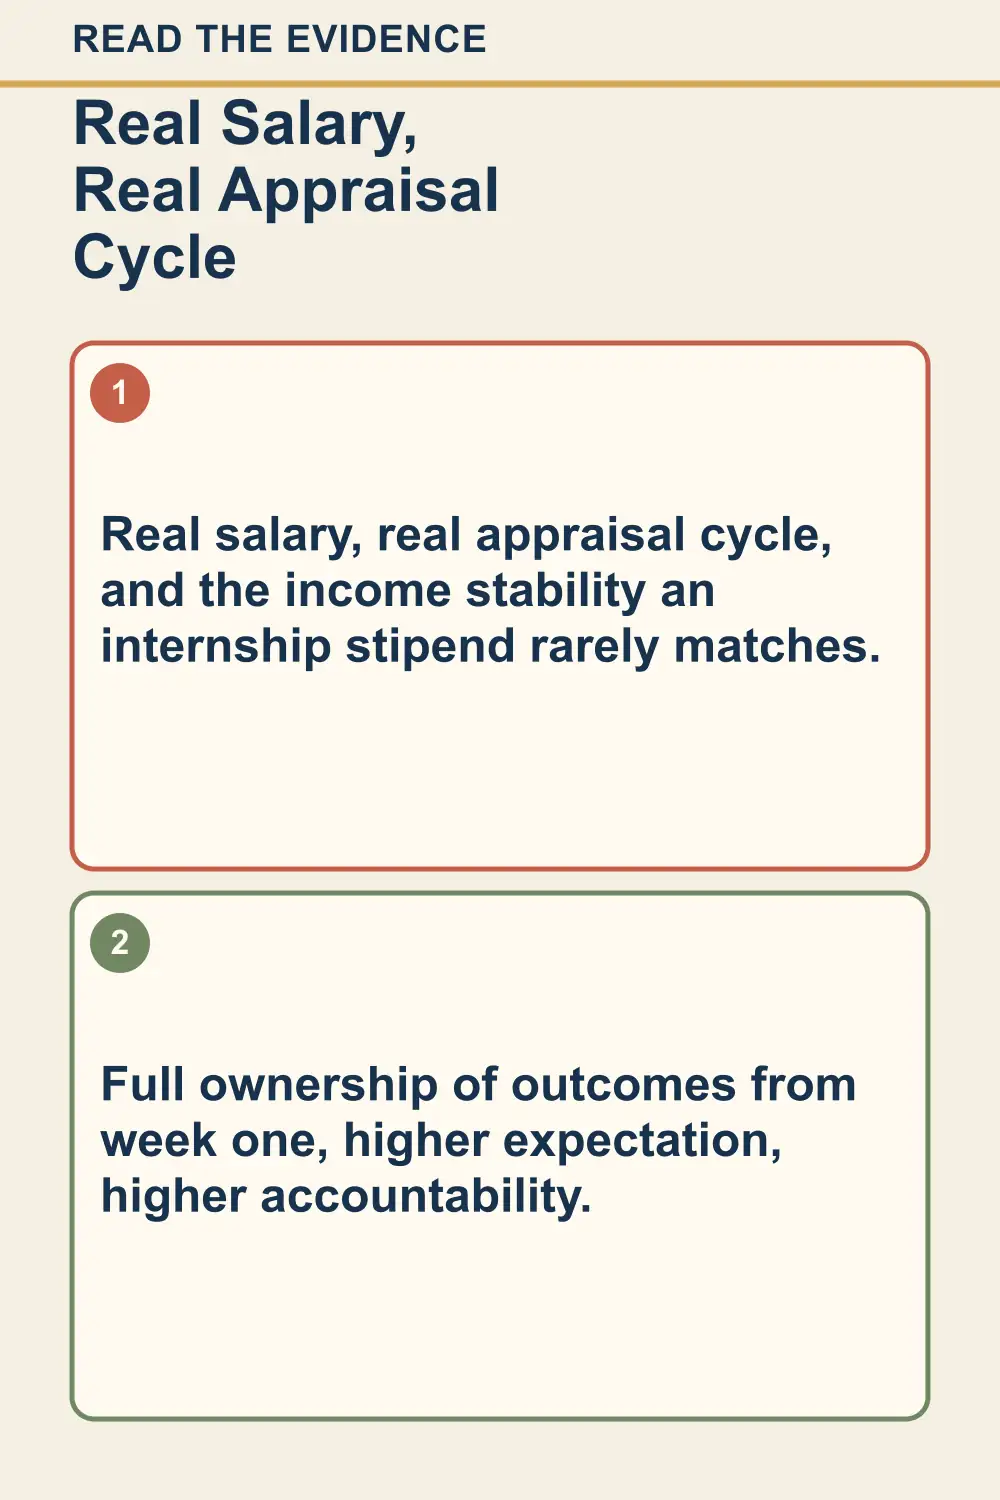 READ THE EVIDENCE
Real Salary,
Real Appraisal
Cycle
1
Real salary, real appraisal cycle,
and the income stability an
internship stipend rarely matches.
2
Full ownership of outcomes from
week one, higher expectation,
higher accountability.